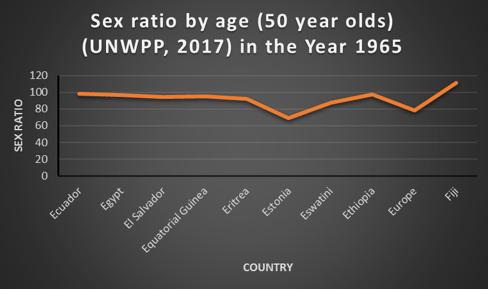 Sex ratio by age (50 year olds)
(UNWPP, 2017) in the Year 1965
120
100
80
60
40
20
0
SEX RATIO
Ecuador
Egypt
El Salvador
Equatorial Guinea
Eritrea
Estonia
Eswatini
Ethiopia
Europe
Fiji
COUNTRY